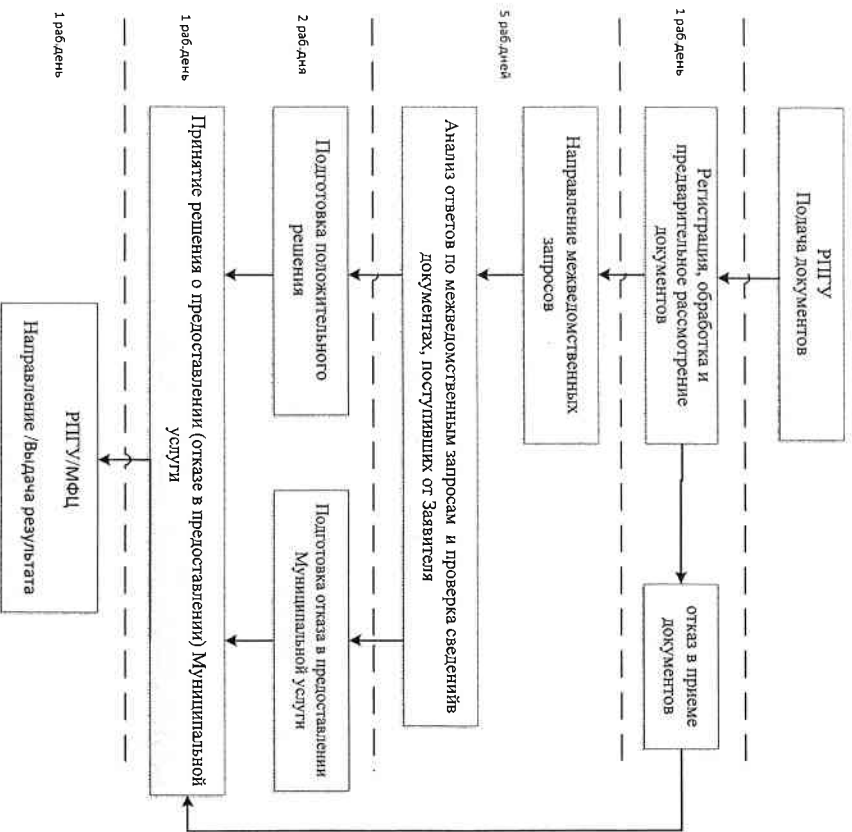 РПГУ
Подача документов
1 раб.день
Регистрация, обработка и
предварительное рассмотрение
документов
отказ в приеме
документов
5 раб.дней
Направление межведомственных
запросов
Анализ ответов по межведомственным запросам и проверка сведенийв
документах, поступивших от Заявителя
2 раб.дня
Подготовка положительного
решения
Подготовка отказа в предоставлении
Муниципальной услуги
1 раб.день
Принятие решения о предоставлении (отказе в предоставлении) Муниципальной
услуги
1 раб.день
РПГУ/МФЦ
Направление /Выдача результата